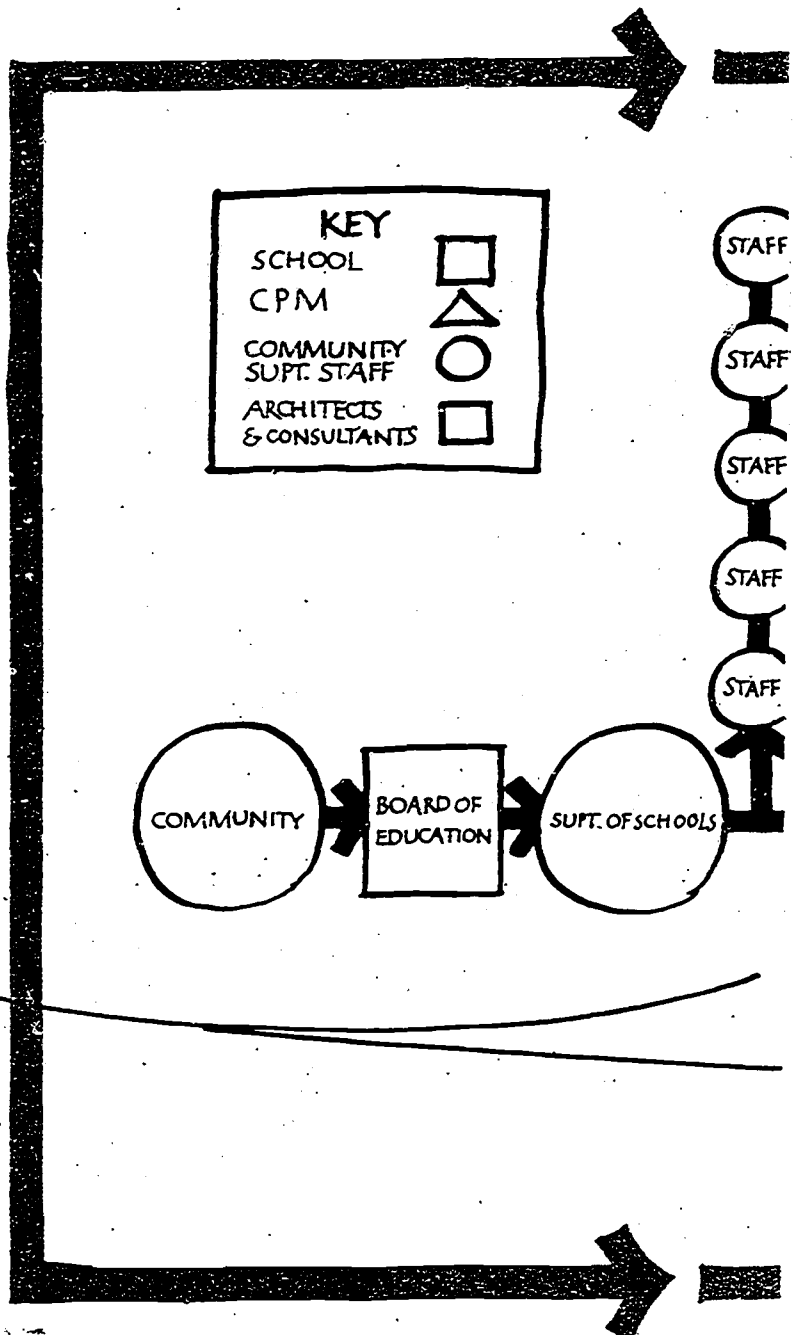 KEY
SCHOOL
CPM
COMMUNITY
SUPT. STAFF
ARCHITECTS
& CONSULTANTS
STAFF
STAFF
STAFF
STAFF
STAFF
COMMUNITY
BOARD OF
EDUCATION
SUPT. OF SCHOOLS